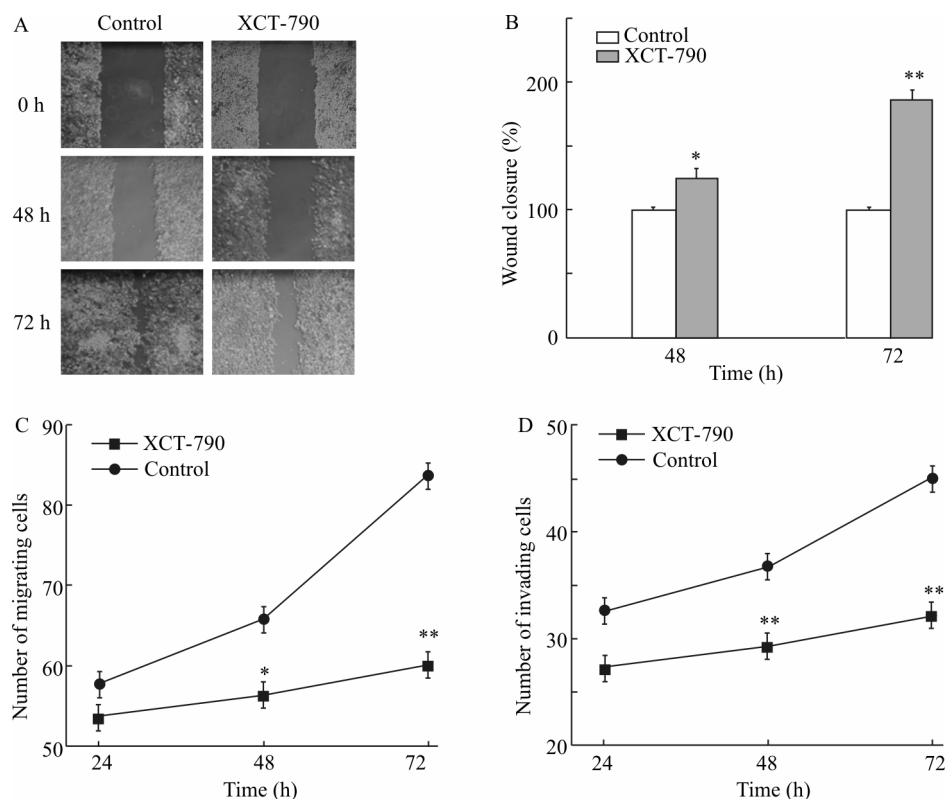 A
Control
XCT-790
0 h
48 h
72 h
B
Control
XCT-790
Wound closure (%)
200
100
0
*
**
48
72
Time (h)
C
XCT-790
Control
Number of migrating cells
90
80
70
60
50
*
**
24
48
72
Time (h)
D
XCT-790
Control
Number of invading cells
50
40
30
20
**
**
24
48
72
Time (h)